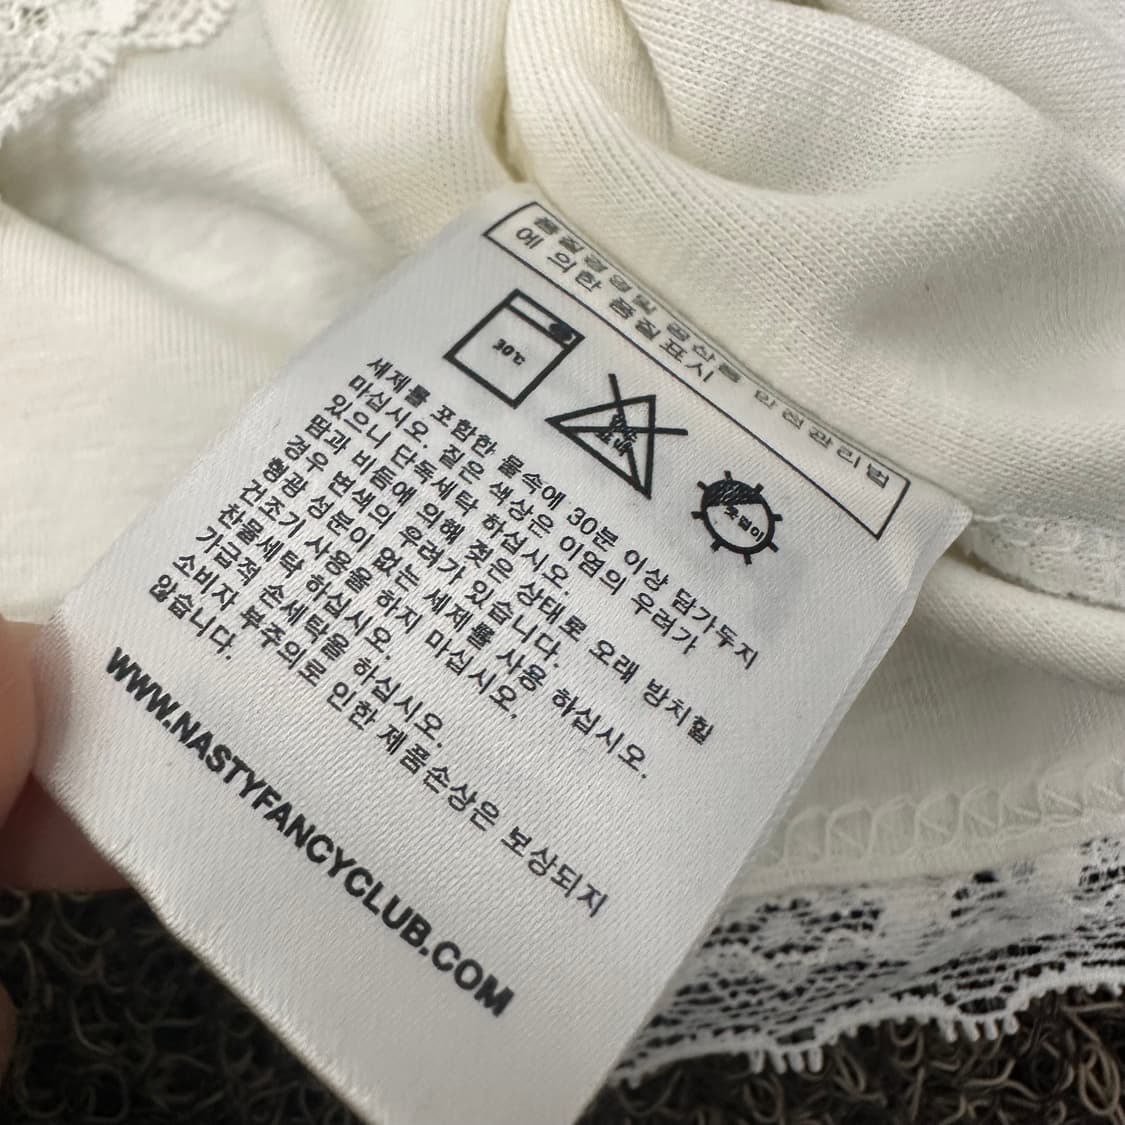 에 의한 품질표시
30℃
옷걸이
세제를 포함한 물속에 30분 이상 담가두지
마십시오. 짙은 색상은 이염의 우려가
있으니 단독세탁 하십시오.
땀과 비듬에 의해 젖은 상태로 오래 방치할
경우 변색의 우려가 있습니다.
형광 성분이 없는 세제를 사용 하십시오.
건조기 사용을 하지 마십시오.
찬물세탁 하십시오.
가급적 손세탁을 하십시오.
소비자 부주의로 인한 제품손상은 보상되지
않습니다.
WWW.NASTYFANCYCLUB.COM